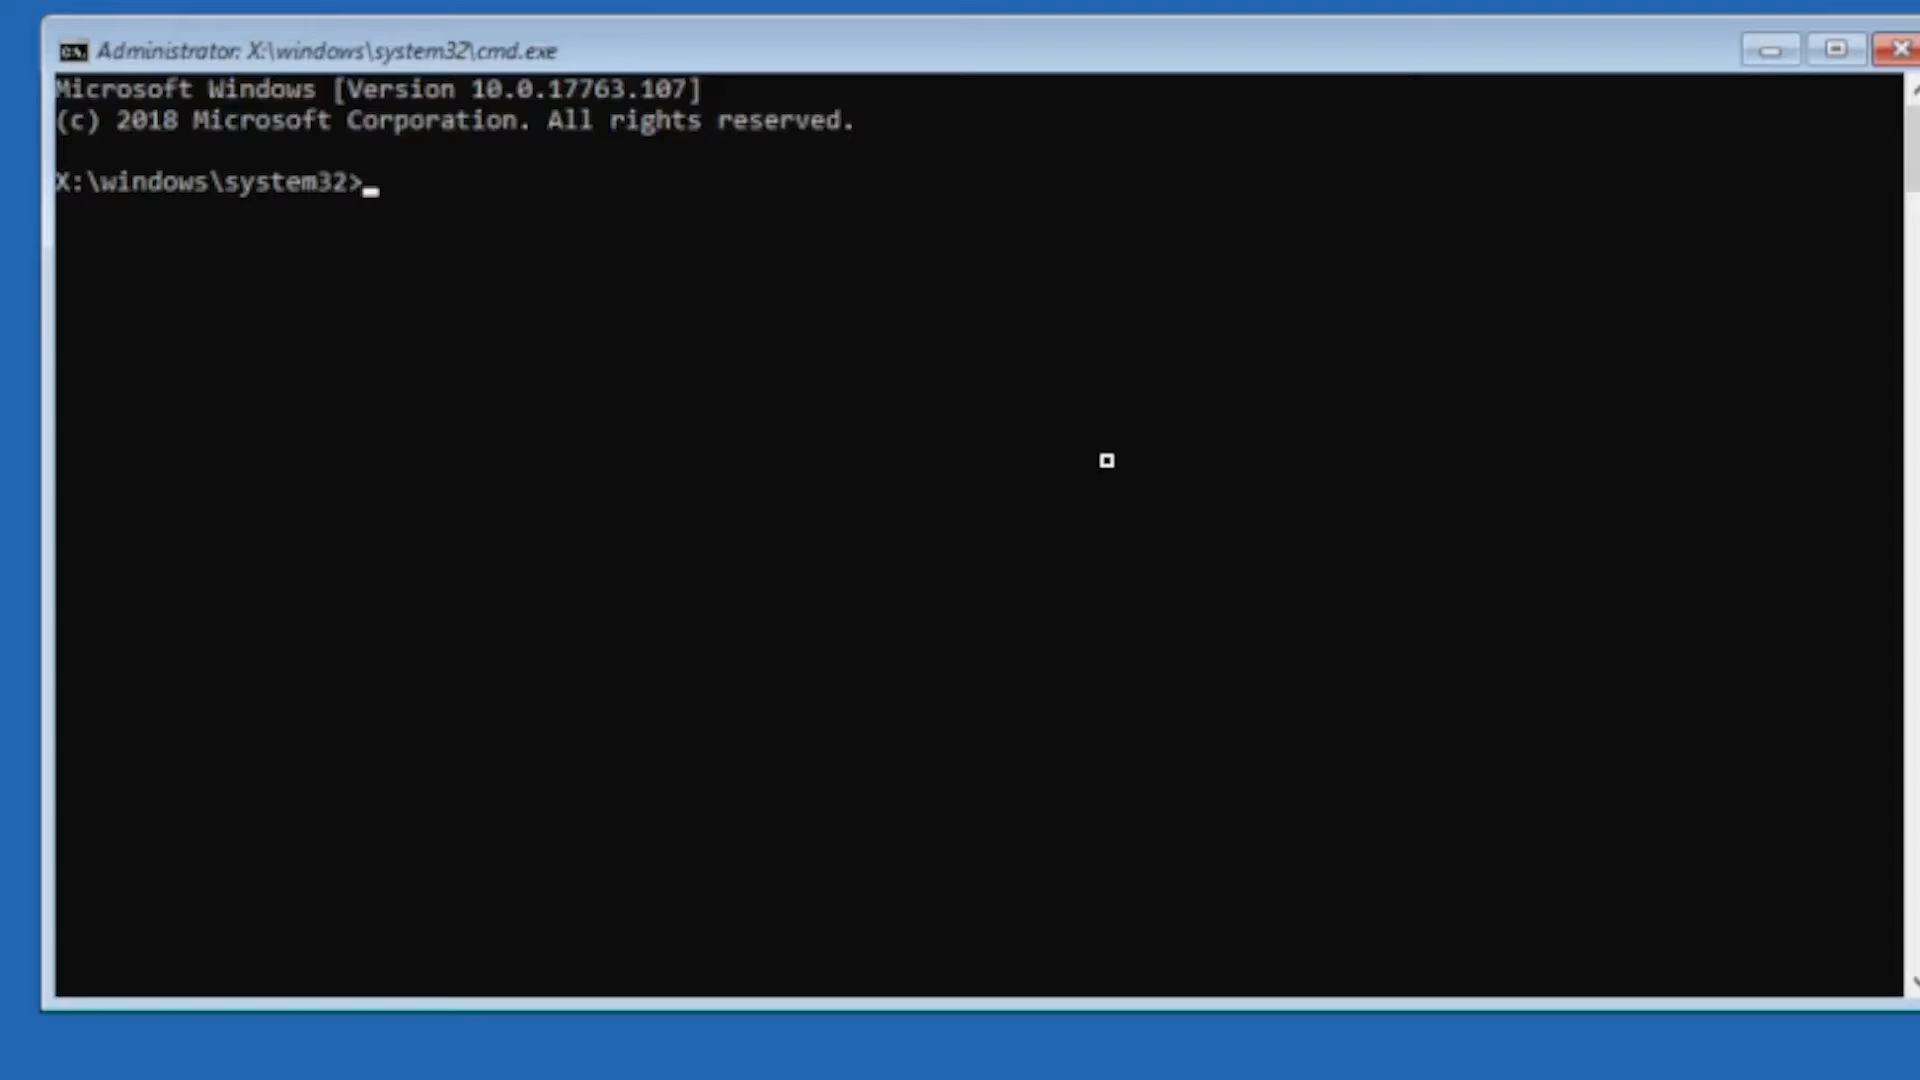 Administrator: X:\windows\system32\cmd.exe
Microsoft Windows [Version 10.0.17763.107]
(c) 2018 Microsoft Corporation. All rights reserved.
X:\windows\system32>